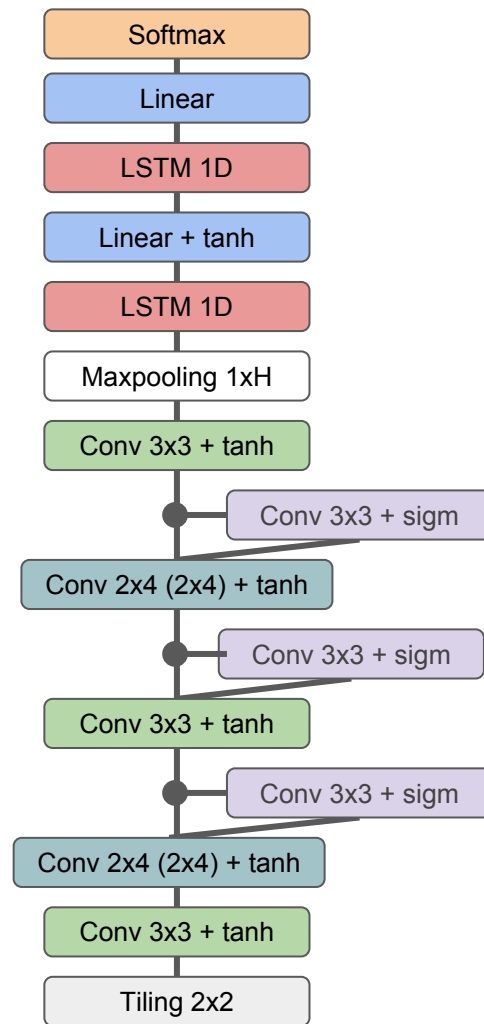 Softmax
Linear
LSTM 1D
Linear + tanh
LSTM 1D
Maxpooling 1xH
Conv 3x3 + tanh
Conv 3x3 + sigm
Conv 2x4 (2x4) + tanh
Conv 3x3 + sigm
Conv 3x3 + tanh
Conv 3x3 + sigm
Conv 2x4 (2x4) + tanh
Conv 3x3 + tanh
Tiling 2x2